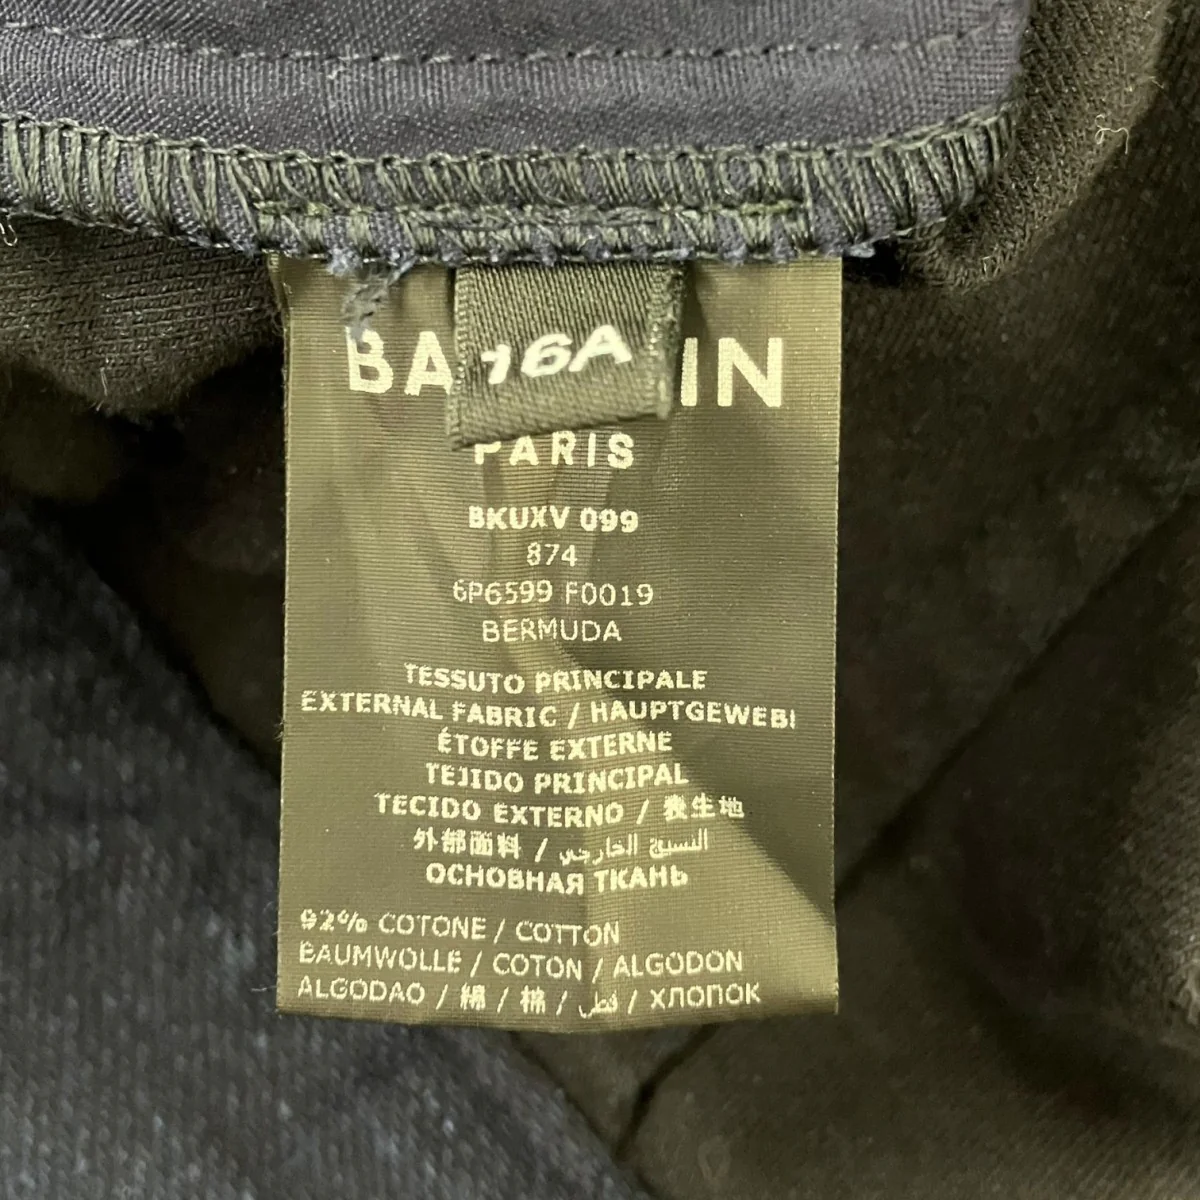 16A
BA IN
PARIS
BKUXV 099
874
6P6599 F0019
BERMUDA
TESSUTO PRINCIPALE
EXTERNAL FABRIC / HAUPTGEWEBI
ÉTOFFE EXTERNE
TEJIDO PRINCIPAL
TECIDO EXTERNO / 表生地
外部面料 / النسيج الخارجي
ОСНОВНАЯ ТКАНЬ
92% COTONE / COTTON
BAUMWOLLE / COTON / ALGODON
ALGODAO / 綿 / 棉 / قطن / ХЛОПОК